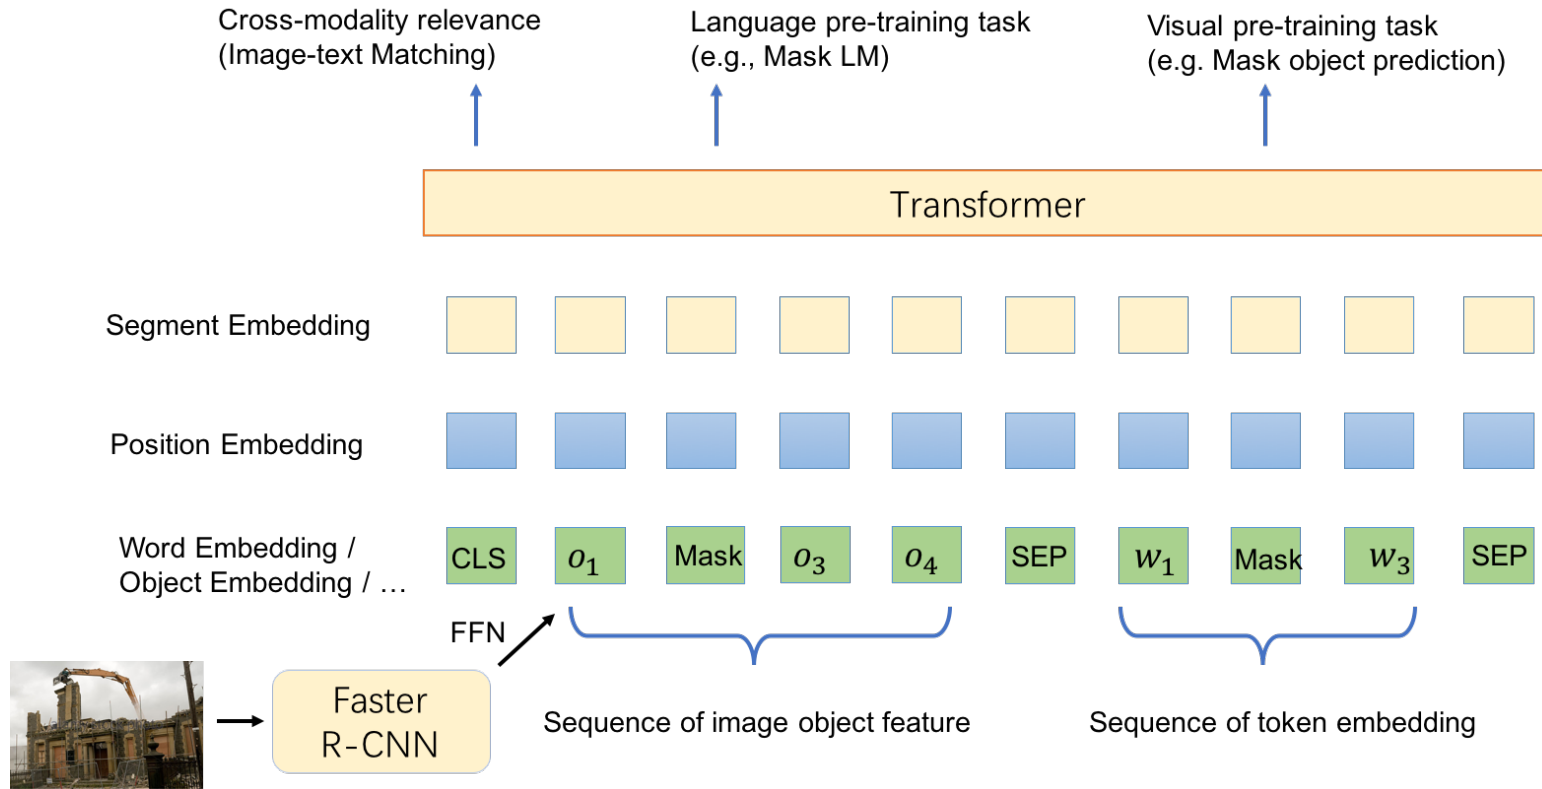 Cross-modality relevance
(Image-text Matching)
Language pre-training task
(e.g., Mask LM)
Visual pre-training task
(e.g. Mask object prediction)
Transformer
Segment Embedding
Position Embedding
Word Embedding /
Object Embedding / …
CLS
o₁
Mask
o₃
o₄
SEP
w₁
Mask
w₃
SEP
FFN
Faster
R-CNN
Sequence of image object feature
Sequence of token embedding